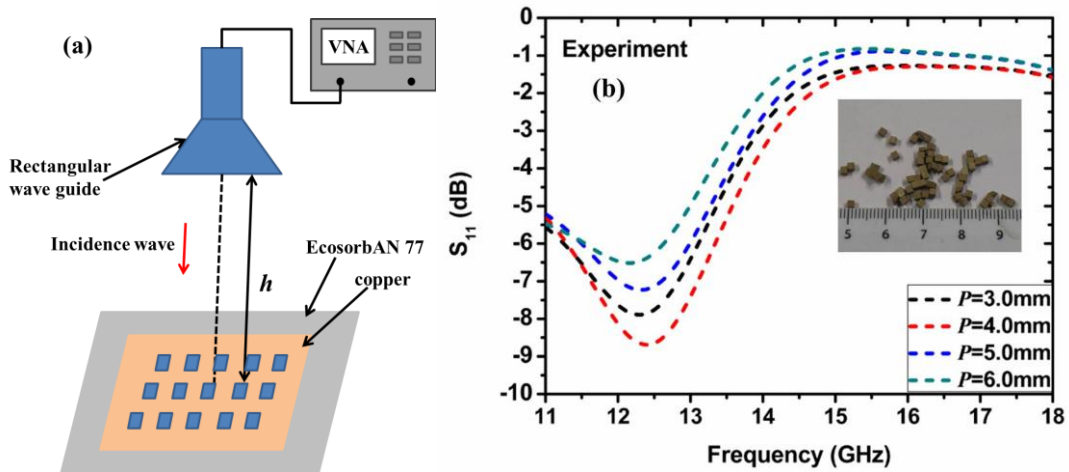 (a)
VNA
Rectangular
wave guide
Incidence wave
h
EcosorbAN 77
copper
Experiment
(b)
S11 (dB)
0
-1
-2
-3
-4
-5
-6
-7
-8
-9
-10
5 6 7 8 9
P=3.0mm
P=4.0mm
P=5.0mm
P=6.0mm
11 12 13 14 15 16 17 18
Frequency (GHz)